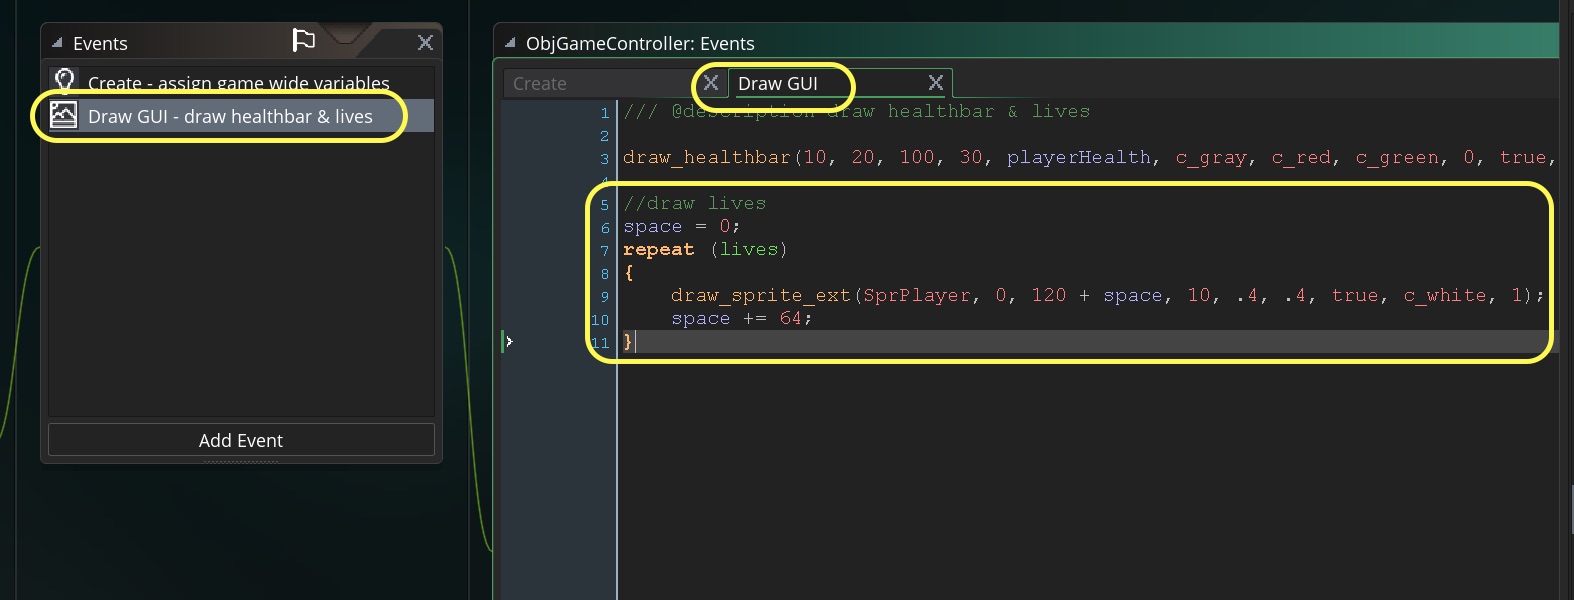 Events
Create - assign game wide variables
Draw GUI - draw healthbar & lives
Add Event
ObjGameController: Events
Create
Draw GUI
1 /// @description draw healthbar & lives
2
3 draw_healthbar(10, 20, 100, 30, playerHealth, c_gray, c_red, c_green, 0, true,
4
5 //draw lives
6 space = 0;
7 repeat (lives)
8 {
9 draw_sprite_ext(SprPlayer, 0, 120 + space, 10, .4, .4, true, c_white, 1);
10 space += 64;
11 }